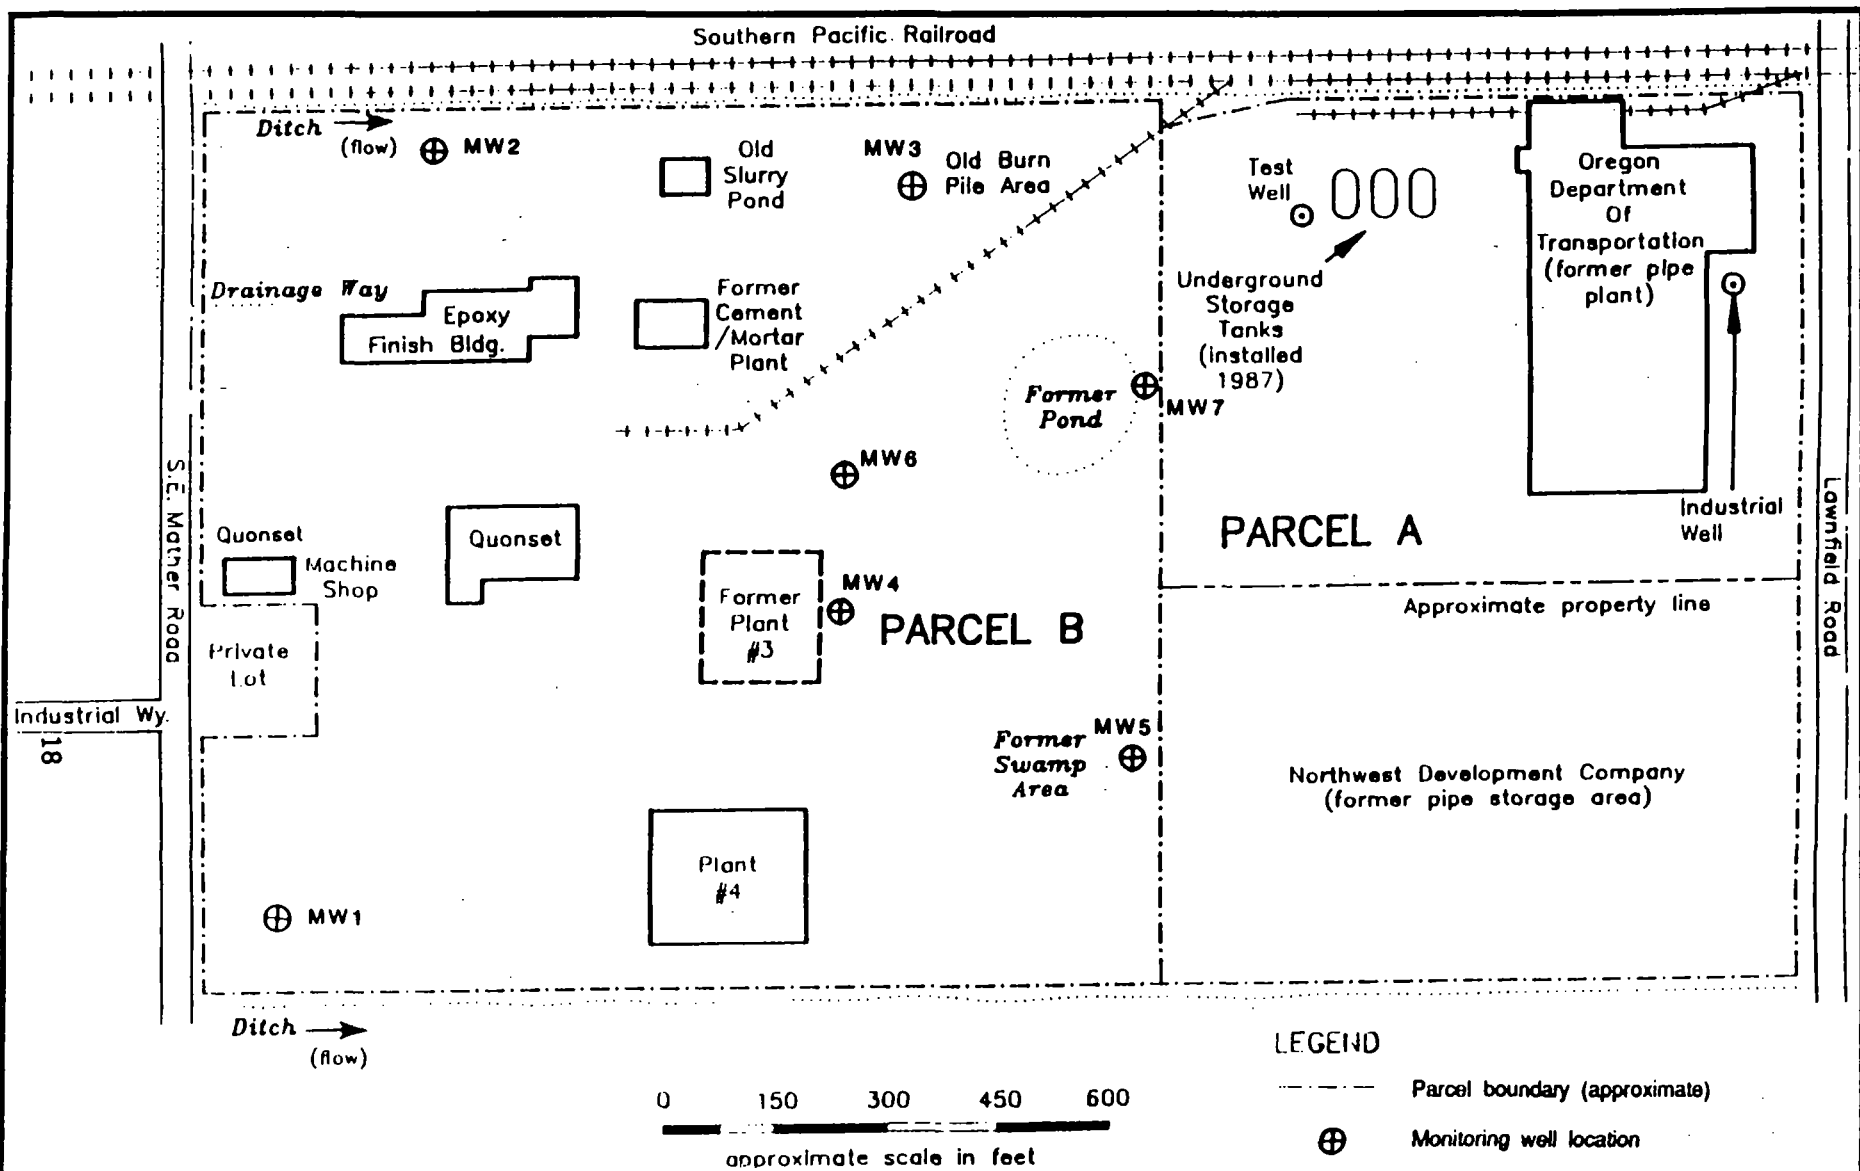 Southern Pacific Railroad
Ditch
(flow)
MW2
Old
Slurry
Pond
MW3
Old Burn
Pile Area
Test
Well
Oregon
Department
Of
Transportation
(former pipe
plant)
Drainage Way
Epoxy
Finish Bldg.
Former
Cement
/Mortar
Plant
Underground
Storage
Tanks
(installed
1987)
Former
Pond
MW7
MW6
S.E. Mather Road
Quonset
Machine
Shop
Quonset
PARCEL A
Industrial
Well
Lawnfield Road
Former
Plant
#3
MW4
PARCEL B
Approximate property line
Private
Lot
Industrial Wy.
18
Former
Swamp
Area
MW5
Northwest Development Company
(former pipe storage area)
Plant
#4
MW1
Ditch
(flow)
LEGEND
Parcel boundary (approximate)
Monitoring well location
0 150 300 450 600
approximate scale in feet